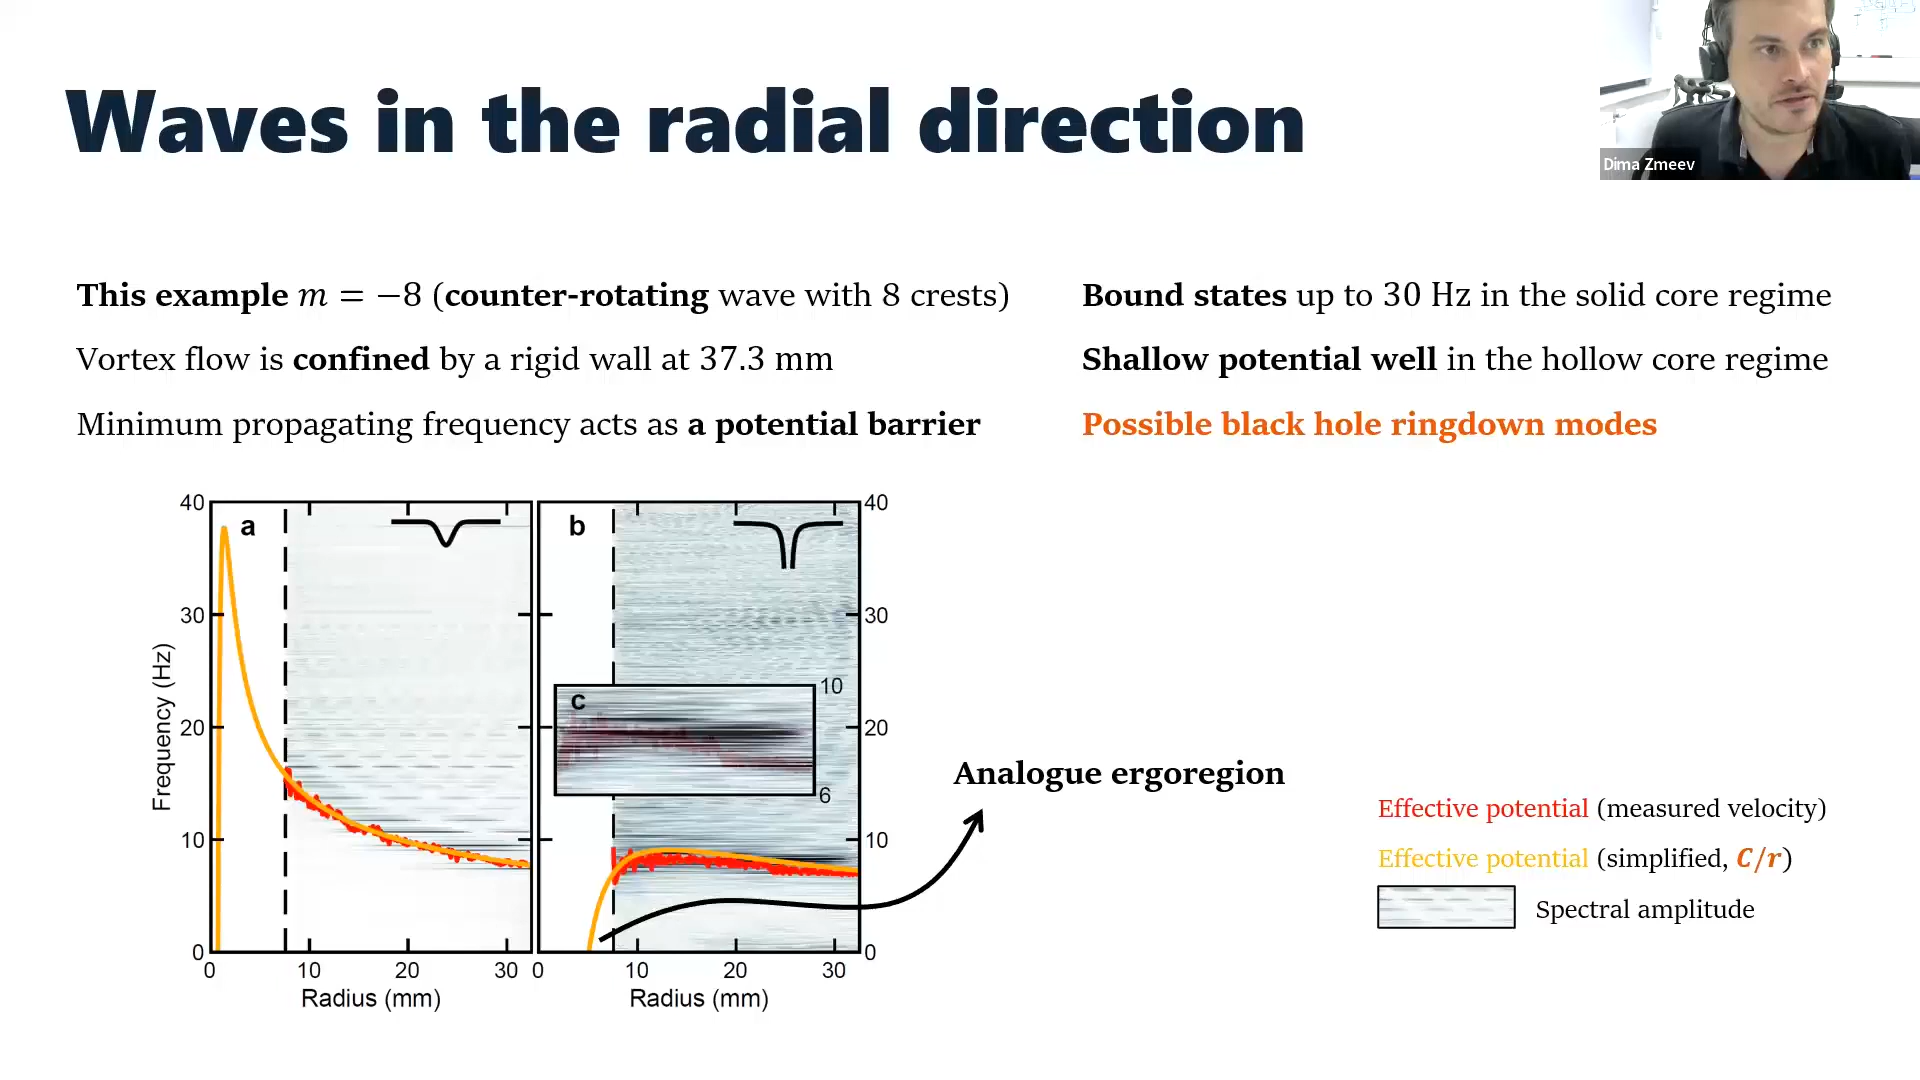 Waves in the radial direction
Dima Zmeev
This example m = −8 (counter-rotating wave with 8 crests)
Vortex flow is confined by a rigid wall at 37.3 mm
Minimum propagating frequency acts as a potential barrier
Bound states up to 30 Hz in the solid core regime
Shallow potential well in the hollow core regime
Possible black hole ringdown modes
40
30
20
10
0
Frequency (Hz)
a
0 10 20 30
Radius (mm)
b
c
10
6
40
30
20
10
0
0 10 20 30
Radius (mm)
Analogue ergoregion
Effective potential (measured velocity)
Effective potential (simplified, C/r)
Spectral amplitude